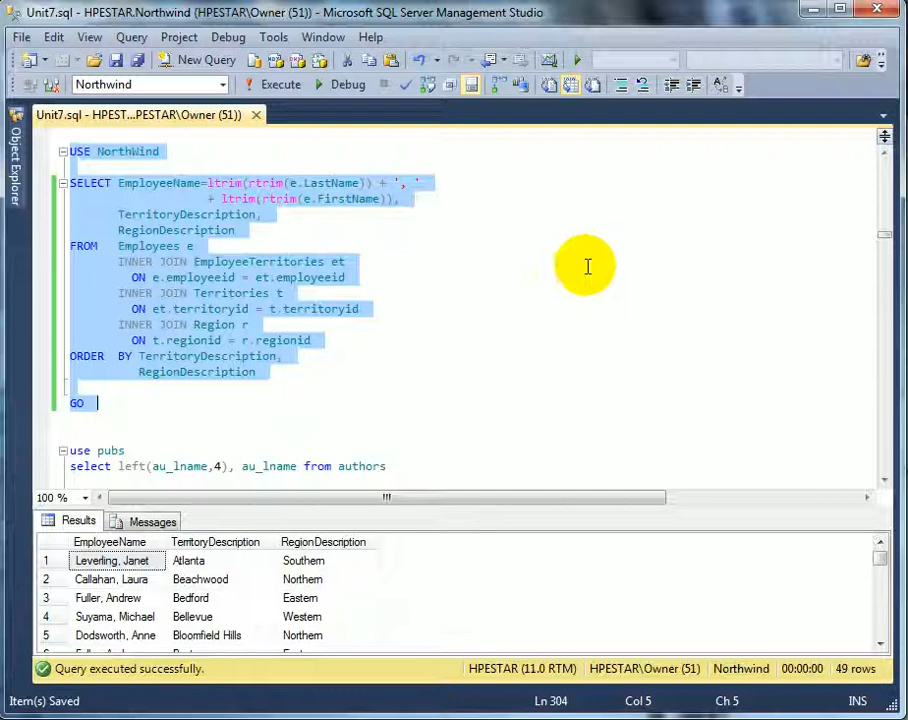 Unit7.sql - HPESTAR.Northwind (HPESTAR\Owner (51)) - Microsoft SQL Server Management Studio
File Edit View Query Project Debug Tools Window Help
New Query
Northwind Execute Debug
Unit7.sql - HPEST...PESTAR\Owner (51))
Object Explorer
USE NorthWind
SELECT EmployeeName=ltrim(rtrim(e.LastName)) + ', '
+ ltrim(rtrim(e.FirstName)),
TerritoryDescription,
RegionDescription
FROM Employees e
INNER JOIN EmployeeTerritories et
ON e.employeeid = et.employeeid
INNER JOIN Territories t
ON et.territoryid = t.territoryid
INNER JOIN Region r
ON t.regionid = r.regionid
ORDER BY TerritoryDescription,
RegionDescription
GO
use pubs
select left(au_lname,4), au_lname from authors
100 %
Results Messages
EmployeeName TerritoryDescription RegionDescription
1 Leverling, Janet Atlanta Southern
2 Callahan, Laura Beachwood Northern
3 Fuller, Andrew Bedford Eastern
4 Suyama, Michael Bellevue Western
5 Dodsworth, Anne Bloomfield Hills Northern
Query executed successfully. HPESTAR (11.0 RTM) HPESTAR\Owner (51) Northwind 00:00:00 49 rows
Item(s) Saved Ln 304 Col 5 Ch 5 INS